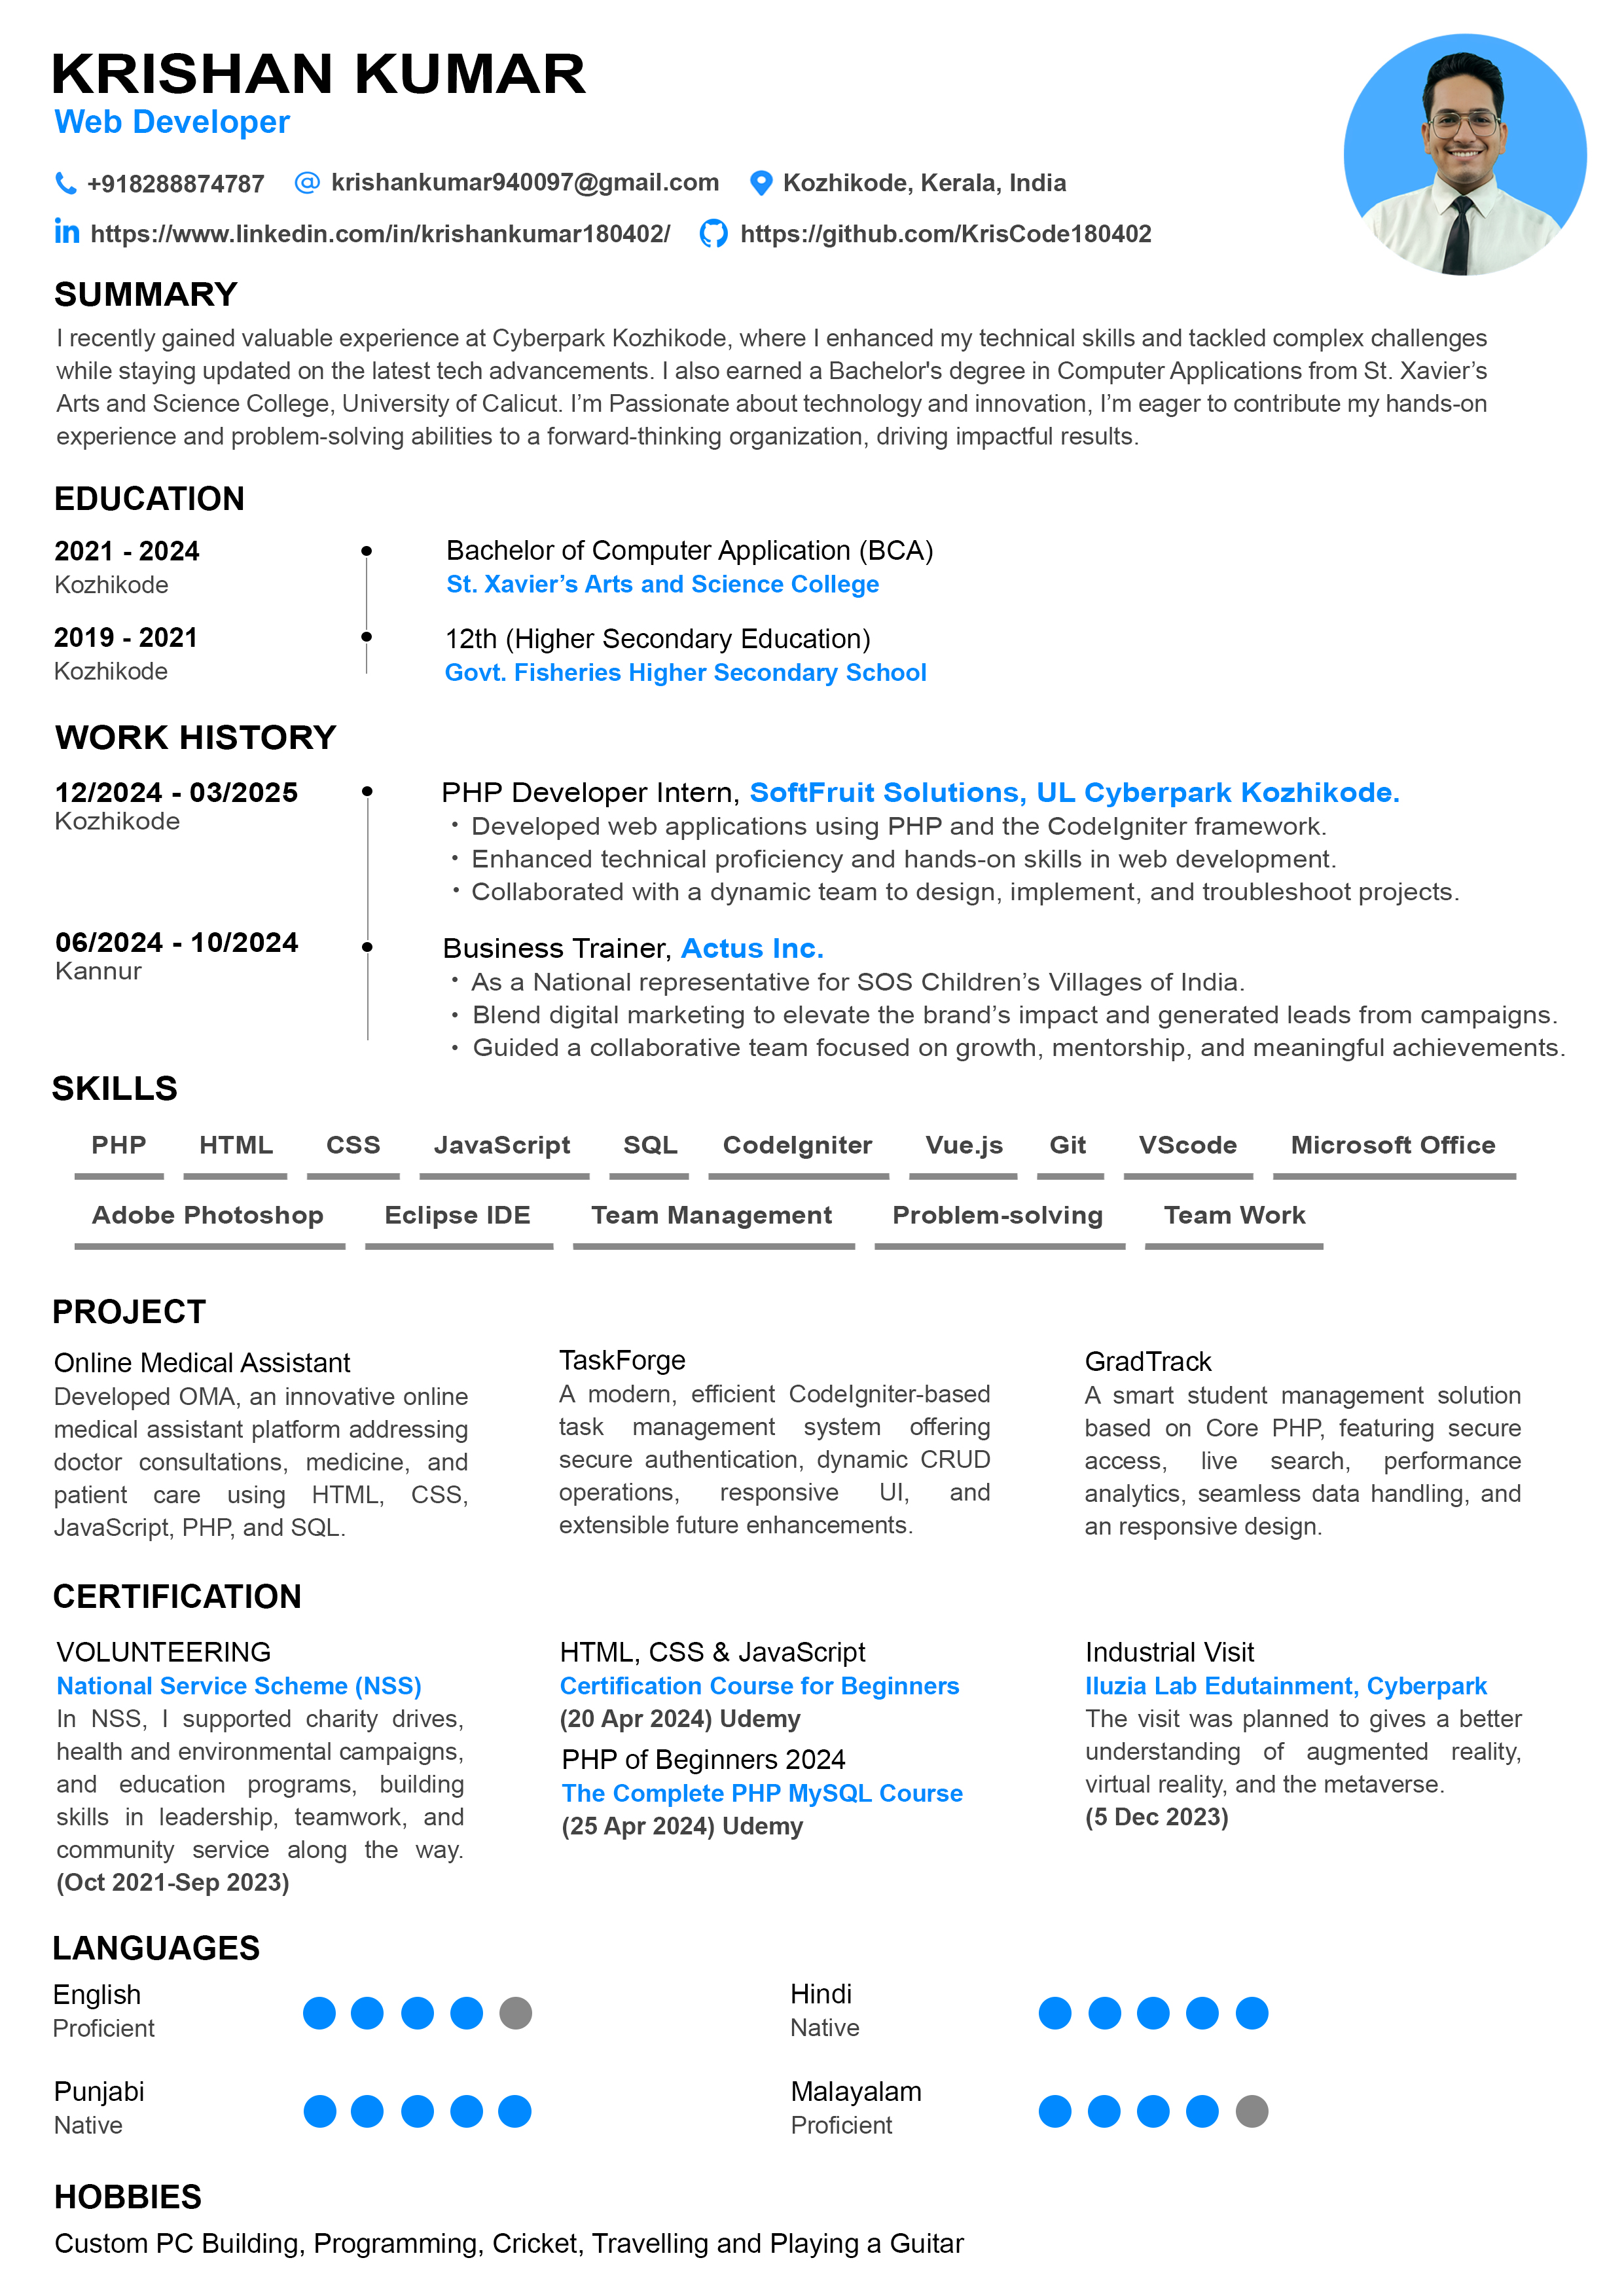 KRISHAN KUMAR
Web Developer
+918288874787 krishankumar940097@gmail.com Kozhikode, Kerala, India
in https://www.linkedin.com/in/krishankumar180402/ https://github.com/KrisCode180402
SUMMARY
I recently gained valuable experience at Cyberpark Kozhikode, where I enhanced my technical skills and tackled complex challenges
while staying updated on the latest tech advancements. I also earned a Bachelor's degree in Computer Applications from St. Xavier’s
Arts and Science College, University of Calicut. I’m Passionate about technology and innovation, I’m eager to contribute my hands-on
experience and problem-solving abilities to a forward-thinking organization, driving impactful results.
EDUCATION
2021 - 2024
Kozhikode
Bachelor of Computer Application (BCA)
St. Xavier’s Arts and Science College
2019 - 2021
Kozhikode
12th (Higher Secondary Education)
Govt. Fisheries Higher Secondary School
WORK HISTORY
12/2024 - 03/2025
Kozhikode
PHP Developer Intern, SoftFruit Solutions, UL Cyberpark Kozhikode.
• Developed web applications using PHP and the CodeIgniter framework.
• Enhanced technical proficiency and hands-on skills in web development.
• Collaborated with a dynamic team to design, implement, and troubleshoot projects.
06/2024 - 10/2024
Kannur
Business Trainer, Actus Inc.
• As a National representative for SOS Children’s Villages of India.
• Blend digital marketing to elevate the brand’s impact and generated leads from campaigns.
• Guided a collaborative team focused on growth, mentorship, and meaningful achievements.
SKILLS
PHP HTML CSS JavaScript SQL CodeIgniter Vue.js Git VScode Microsoft Office
Adobe Photoshop Eclipse IDE Team Management Problem-solving Team Work
PROJECT
Online Medical Assistant
Developed OMA, an innovative online
medical assistant platform addressing
doctor consultations, medicine, and
patient care using HTML, CSS,
JavaScript, PHP, and SQL.
TaskForge
A modern, efficient CodeIgniter-based
task management system offering
secure authentication, dynamic CRUD
operations, responsive UI, and
extensible future enhancements.
GradTrack
A smart student management solution
based on Core PHP, featuring secure
access, live search, performance
analytics, seamless data handling, and
an responsive design.
CERTIFICATION
VOLUNTEERING
National Service Scheme (NSS)
In NSS, I supported charity drives,
health and environmental campaigns,
and education programs, building
skills in leadership, teamwork, and
community service along the way.
(Oct 2021-Sep 2023)
HTML, CSS & JavaScript
Certification Course for Beginners
(20 Apr 2024) Udemy
PHP of Beginners 2024
The Complete PHP MySQL Course
(25 Apr 2024) Udemy
Industrial Visit
Iluzia Lab Edutainment, Cyberpark
The visit was planned to gives a better
understanding of augmented reality,
virtual reality, and the metaverse.
(5 Dec 2023)
LANGUAGES
English
Proficient
Hindi
Native
Punjabi
Native
Malayalam
Proficient
HOBBIES
Custom PC Building, Programming, Cricket, Travelling and Playing a Guitar